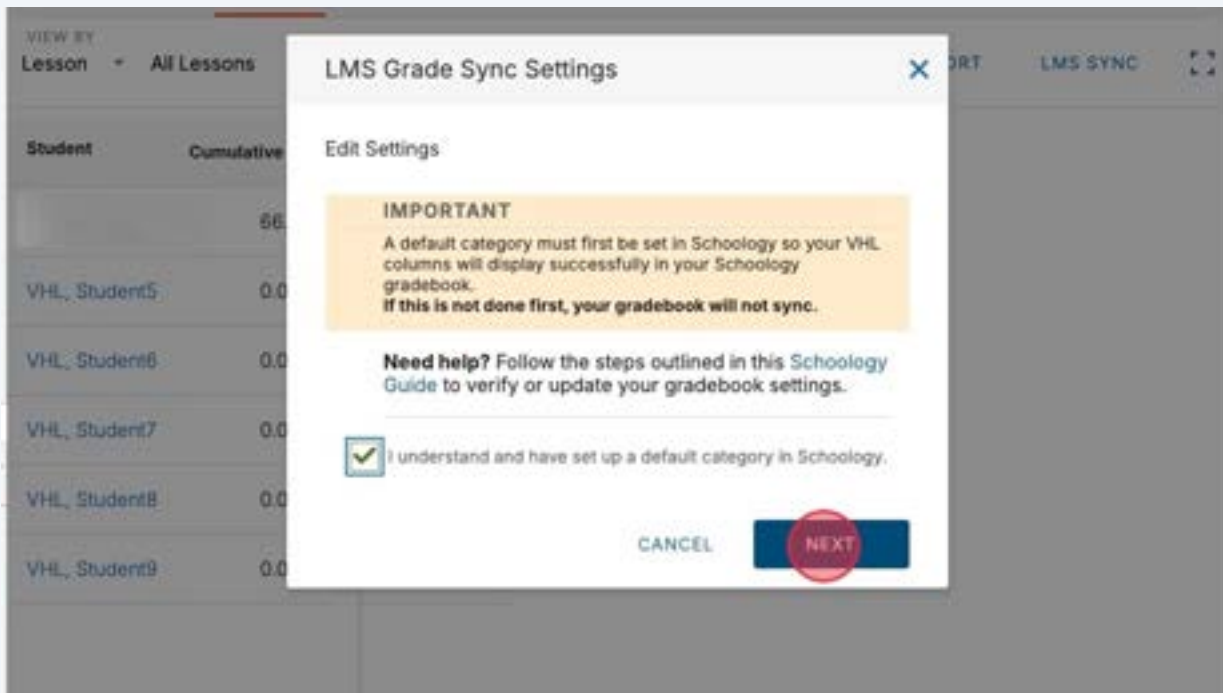 VIEW BY
Lesson All Lessons
LMS SYNC
Student Cumulative
66.
VHL, Student5 0.0
VHL, Student6 0.0
VHL, Student7 0.0
VHL, Student8 0.0
VHL, Student9 0.0
LMS Grade Sync Settings
Edit Settings
IMPORTANT
A default category must first be set in Schoology so your VHL
columns will display successfully in your Schoology
gradebook.
If this is not done first, your gradebook will not sync.
Need help? Follow the steps outlined in this Schoology
Guide to verify or update your gradebook settings.
I understand and have set up a default category in Schoology.
CANCEL NEXT